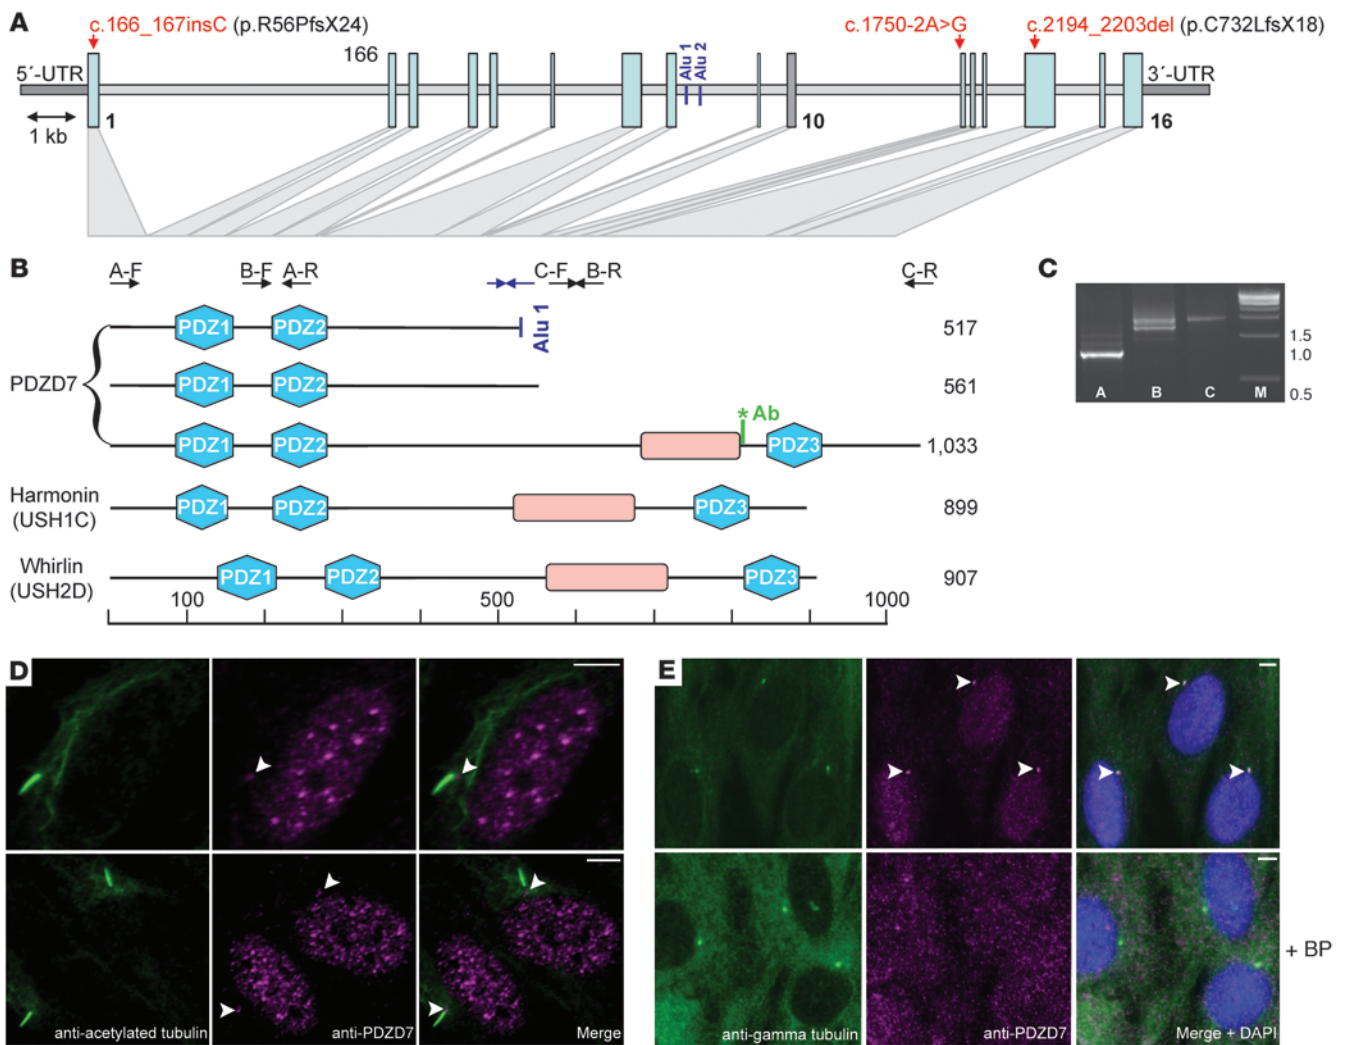 A
c.166_167insC (p.R56PfsX24)
c.1750-2A>G
c.2194_2203del (p.C732LfsX18)
166
Alu 1
Alu 2
5´-UTR
3´-UTR
1 kb
1
10
16
B
A-F
B-F
A-R
C-F
B-R
C-R
PDZ1
PDZ2
Alu 1
517
PDZD7
PDZ1
PDZ2
561
* Ab
PDZ1
PDZ2
PDZ3
1,033
Harmonin
(USH1C)
PDZ1
PDZ2
PDZ3
899
Whirlin
(USH2D)
PDZ1
PDZ2
PDZ3
907
100
500
1000
C
1.5
1.0
0.5
A
B
C
M
D
anti-acetylated tubulin
anti-PDZD7
Merge
E
+ BP
anti-gamma tubulin
anti-PDZD7
Merge + DAPI